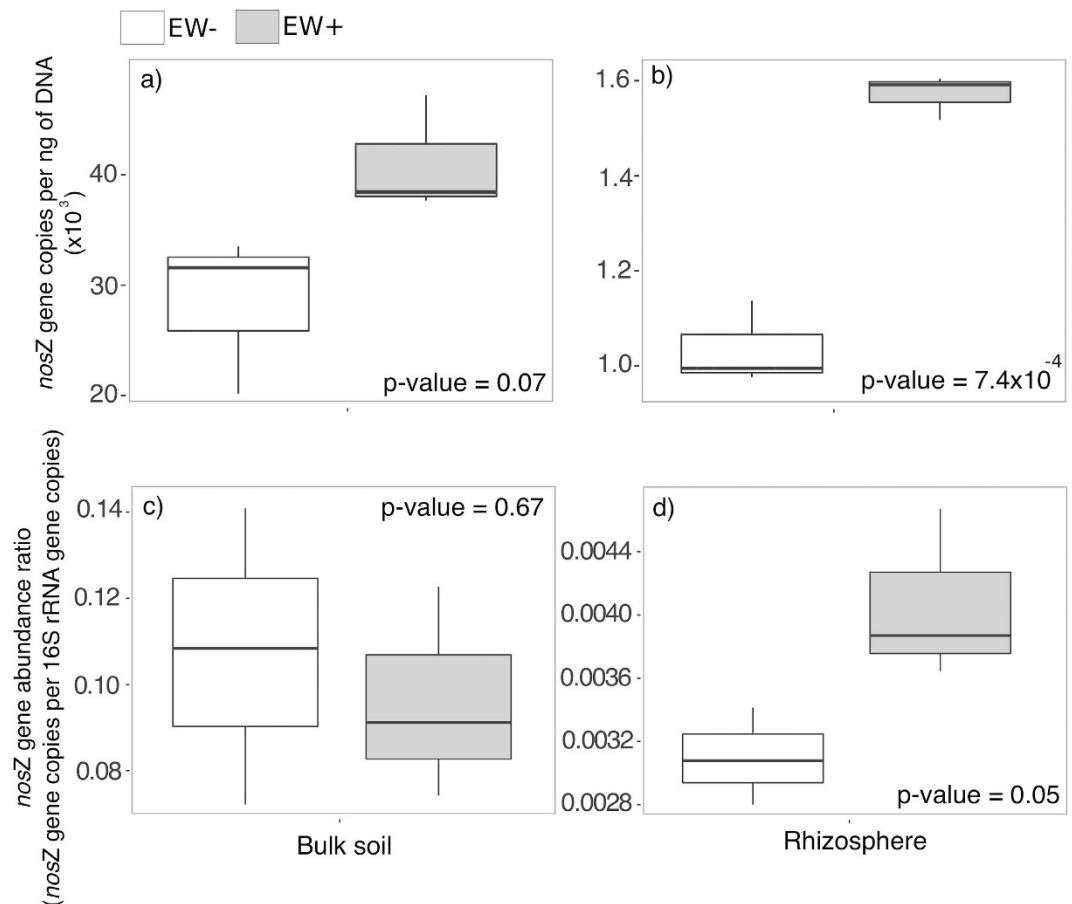 EW- EW+
nosZ gene copies per ng of DNA
(x10³)
a)
40
30
20
p-value = 0.07
b)
1.6
1.4
1.2
1.0
p-value = 7.4x10⁻⁴
nosZ gene abundance ratio
(nosZ gene copies per 16S rRNA gene copies)
c)
p-value = 0.67
0.14
0.12
0.10
0.08
Bulk soil
d)
0.0044
0.0040
0.0036
0.0032
0.0028
p-value = 0.05
Rhizosphere